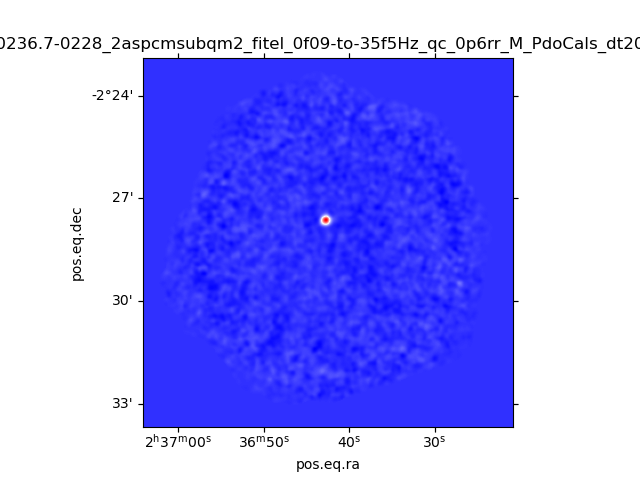 0236.7-0228_2aspcmsubqm2_fitel_0f09-to-35f5Hz_qc_0p6rr_M_PdoCals_dt20
-2°24'
27'
30'
33'
pos.eq.dec
2ʰ37ᵐ00ˢ 36ᵐ50ˢ 40ˢ 30ˢ
pos.eq.ra